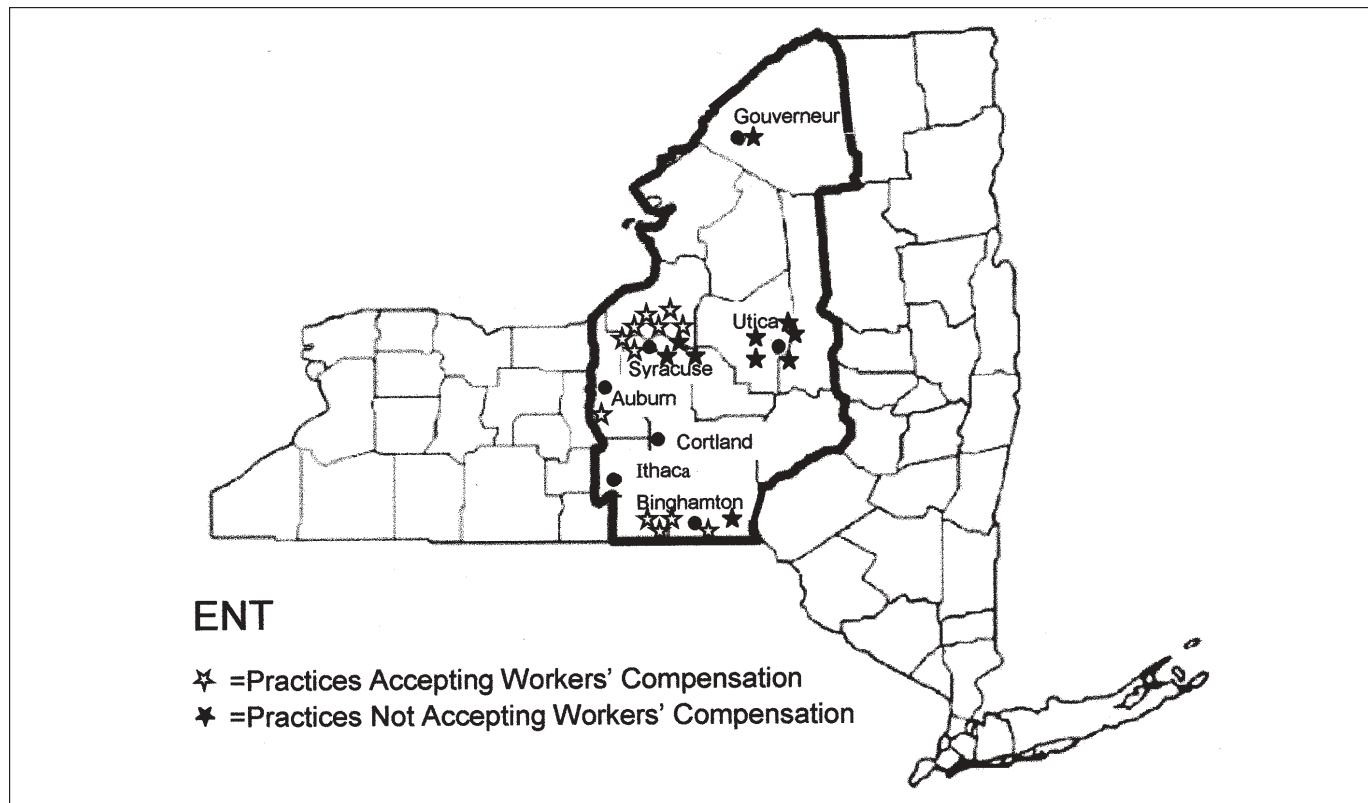 Gouverneur
Utica
Syracuse
Auburn
Cortland
Ithaca
Binghamton
ENT
☆ =Practices Accepting Workers' Compensation
★ =Practices Not Accepting Workers' Compensation